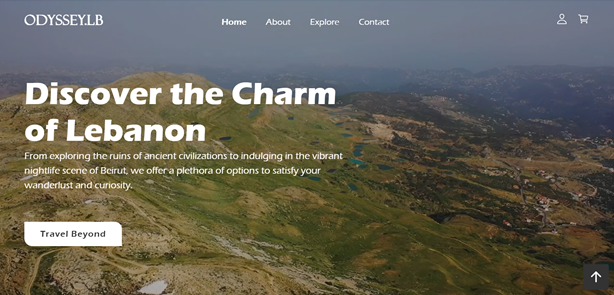 ODYSSEY.LB
Home About Explore Contact
Discover the Charm
of Lebanon
From exploring the ruins of ancient civilizations to indulging in the vibrant
nightlife scene of Beirut, we offer a plethora of options to satisfy your
wanderlust and curiosity.
Travel Beyond